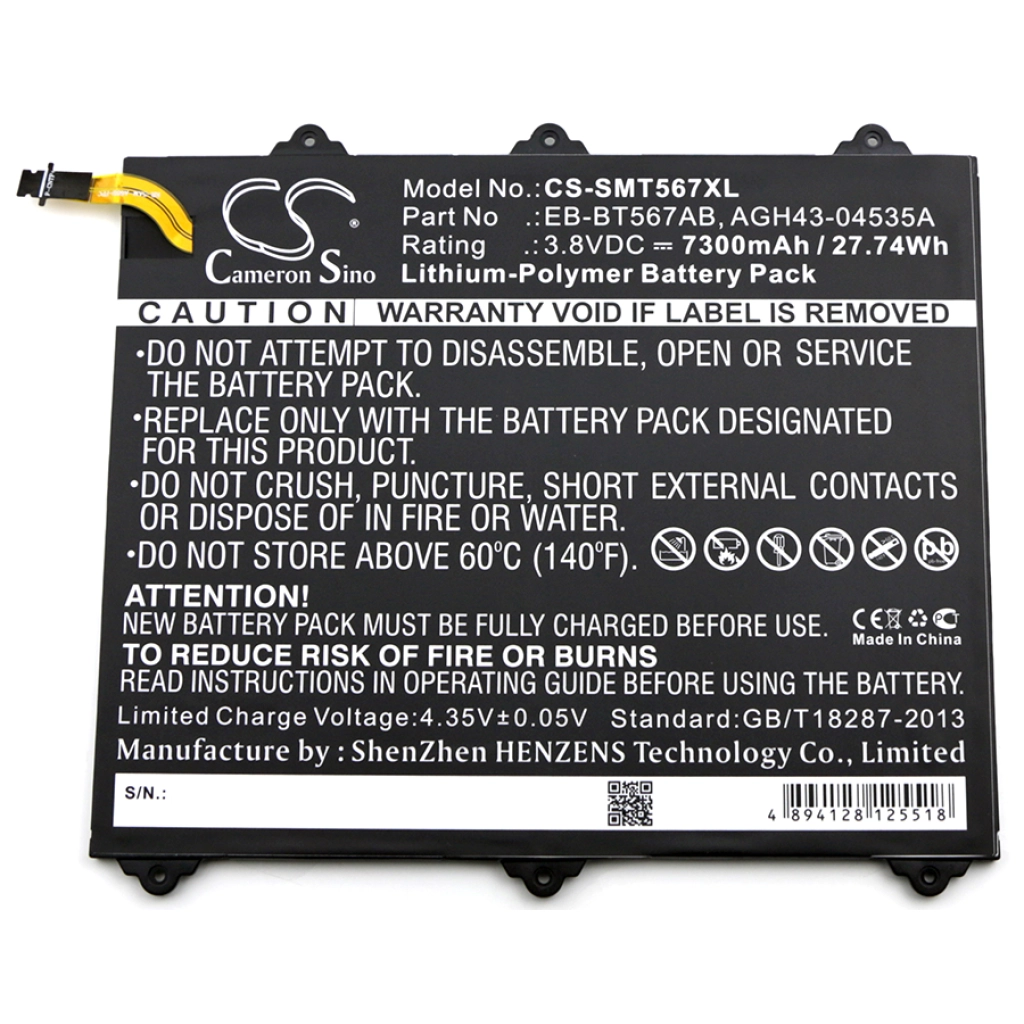 CS
®
Cameron Sino
Model No.:CS-SMT567XL
Part No .:EB-BT567AB, AGH43-04535A
Rating .:3.8VDC ⎓ 7300mAh / 27.74Wh
Lithium-Polymer Battery Pack
CAUTION WARRANTY VOID IF LABEL IS REMOVED
•DO NOT ATTEMPT TO DISASSEMBLE, OPEN OR SERVICE
THE BATTERY PACK.
•REPLACE ONLY WITH THE BATTERY PACK DESIGNATED
FOR THIS PRODUCT.
•DO NOT CRUSH, PUNCTURE, SHORT EXTERNAL CONTACTS
OR DISPOSE OF IN FIRE OR WATER.
•DO NOT STORE ABOVE 60⁰C (140⁰F).
Pb
ATTENTION!
NEW BATTERY PACK MUST BE FULLY CHARGED BEFORE USE.
CE
Made In China
TO REDUCE RISK OF FIRE OR BURNS
READ INSTRUCTIONS IN OPERATING GUIDE BEFORE USING THE BATTERY.
Limited Charge Voltage:4.35V±0.05V Standard:GB/T18287-2013
Manufacture by : ShenZhen HENZENS Technology Co., Limited
S/N.:
4 894128 125518